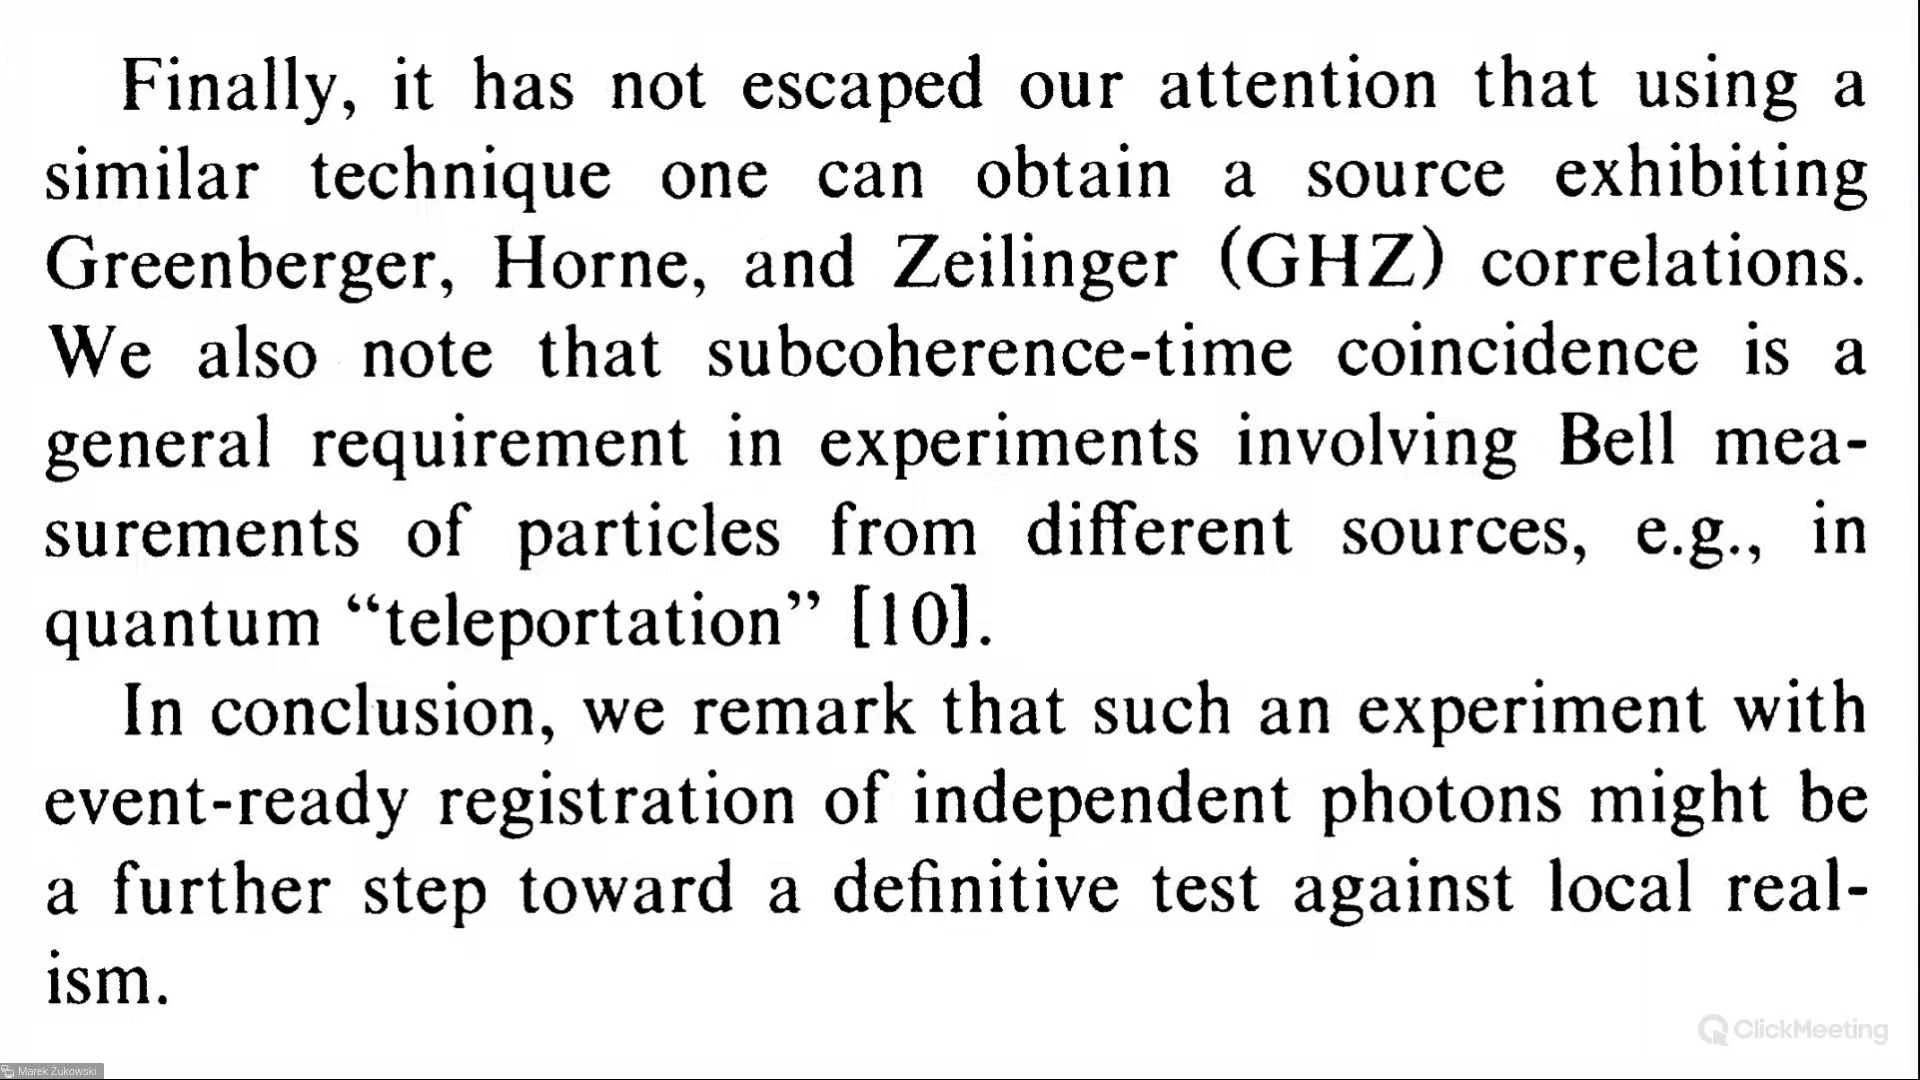 Finally, it has not escaped our attention that using a
similar technique one can obtain a source exhibiting
Greenberger, Horne, and Zeilinger (GHZ) correlations.
We also note that subcoherence-time coincidence is a
general requirement in experiments involving Bell mea-
surements of particles from different sources, e.g., in
quantum “teleportation” [10].
In conclusion, we remark that such an experiment with
event-ready registration of independent photons might be
a further step toward a definitive test against local real-
ism.
ClickMeeting
Marek Żukowski